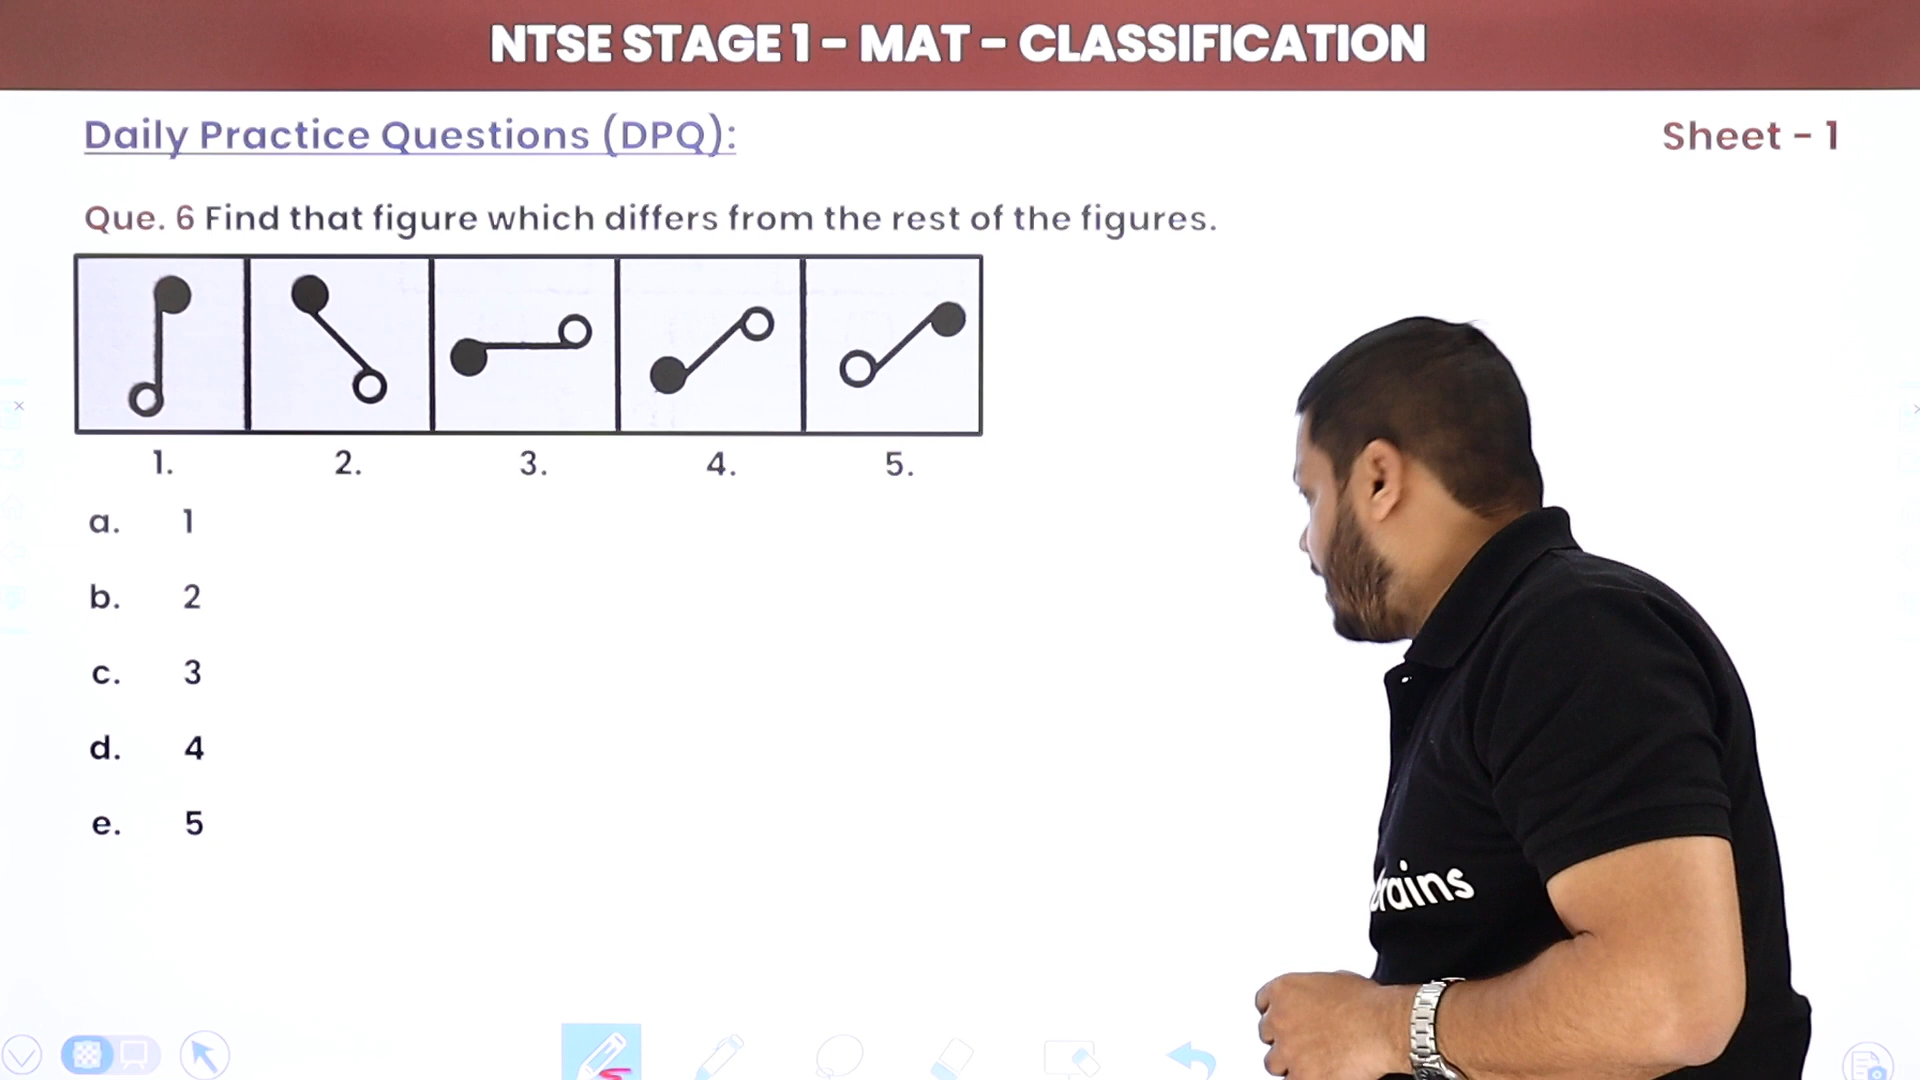 NTSE STAGE 1 - MAT - CLASSIFICATION
Daily Practice Questions (DPQ):
Sheet - 1
Que. 6 Find that figure which differs from the rest of the figures.
1. 2. 3. 4. 5.
a. 1
b. 2
c. 3
d. 4
e. 5
rains